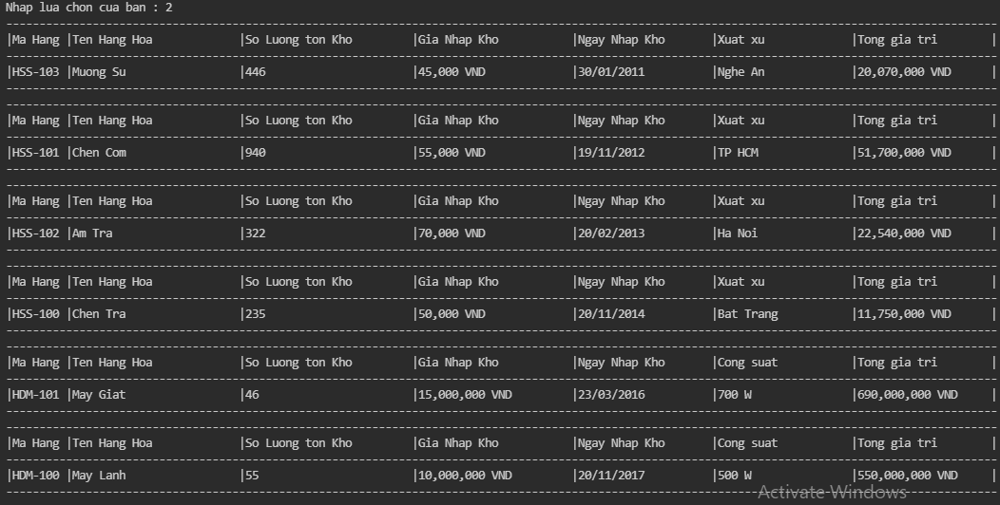 Nhap lua chon cua ban : 2
|Ma Hang |Ten Hang Hoa |So Luong ton Kho |Gia Nhap Kho |Ngay Nhap Kho |Xuat xu |Tong gia tri |
|HSS-103 |Muong Su |446 |45,000 VND |30/01/2011 |Nghe An |20,070,000 VND |
|Ma Hang |Ten Hang Hoa |So Luong ton Kho |Gia Nhap Kho |Ngay Nhap Kho |Xuat xu |Tong gia tri |
|HSS-101 |Chen Com |940 |55,000 VND |19/11/2012 |TP HCM |51,700,000 VND |
|Ma Hang |Ten Hang Hoa |So Luong ton Kho |Gia Nhap Kho |Ngay Nhap Kho |Xuat xu |Tong gia tri |
|HSS-102 |Am Tra |322 |70,000 VND |20/02/2013 |Ha Noi |22,540,000 VND |
|Ma Hang |Ten Hang Hoa |So Luong ton Kho |Gia Nhap Kho |Ngay Nhap Kho |Xuat xu |Tong gia tri |
|HSS-100 |Chen Tra |235 |50,000 VND |20/11/2014 |Bat Trang |11,750,000 VND |
|Ma Hang |Ten Hang Hoa |So Luong ton Kho |Gia Nhap Kho |Ngay Nhap Kho |Cong suat |Tong gia tri |
|HDM-101 |May Giat |46 |15,000,000 VND |23/03/2016 |700 W |690,000,000 VND |
|Ma Hang |Ten Hang Hoa |So Luong ton Kho |Gia Nhap Kho |Ngay Nhap Kho |Cong suat |Tong gia tri |
|HDM-100 |May Lanh |55 |10,000,000 VND |20/11/2017 |500 W |550,000,000 VND |
Activate Windows